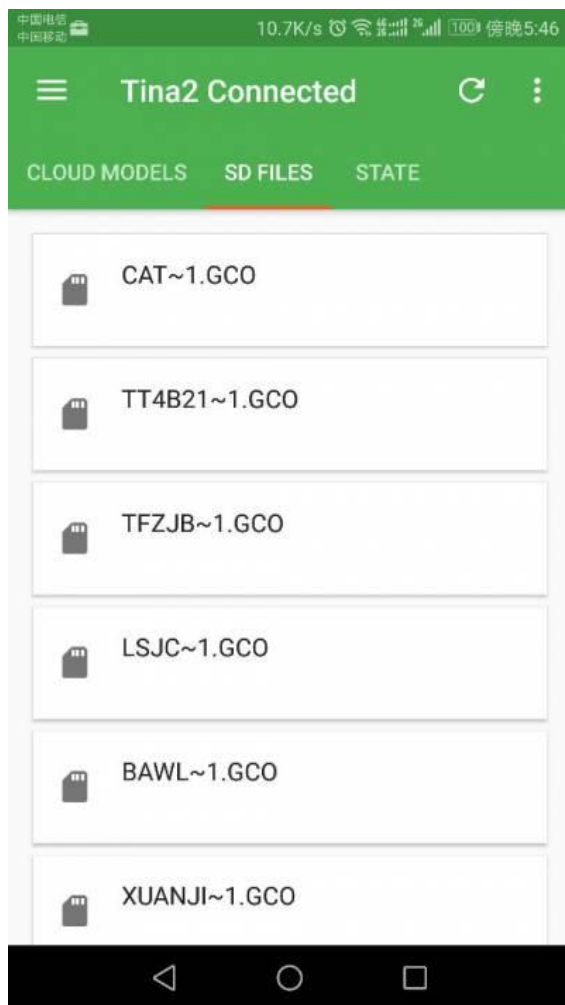 中国电信
中国移动
10.7K/s 26 100 傍晚5:46
Tina2 Connected
CLOUD MODELS SD FILES STATE
CAT~1.GCO
TT4B21~1.GCO
TFZJB~1.GCO
LSJC~1.GCO
BAWL~1.GCO
XUANJI~1.GCO